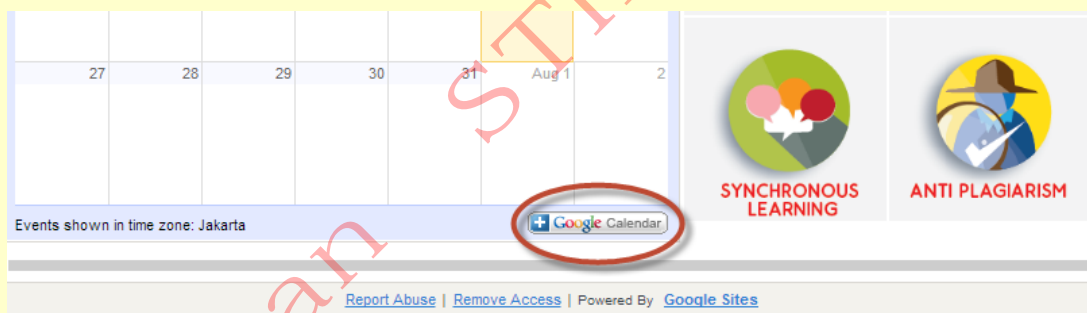 27 28 29 30 31 Aug 1 2
SYNCHRONOUS
LEARNING
ANTI PLAGIARISM
Events shown in time zone: Jakarta
Google Calendar
Report Abuse | Remove Access | Powered By Google Sites